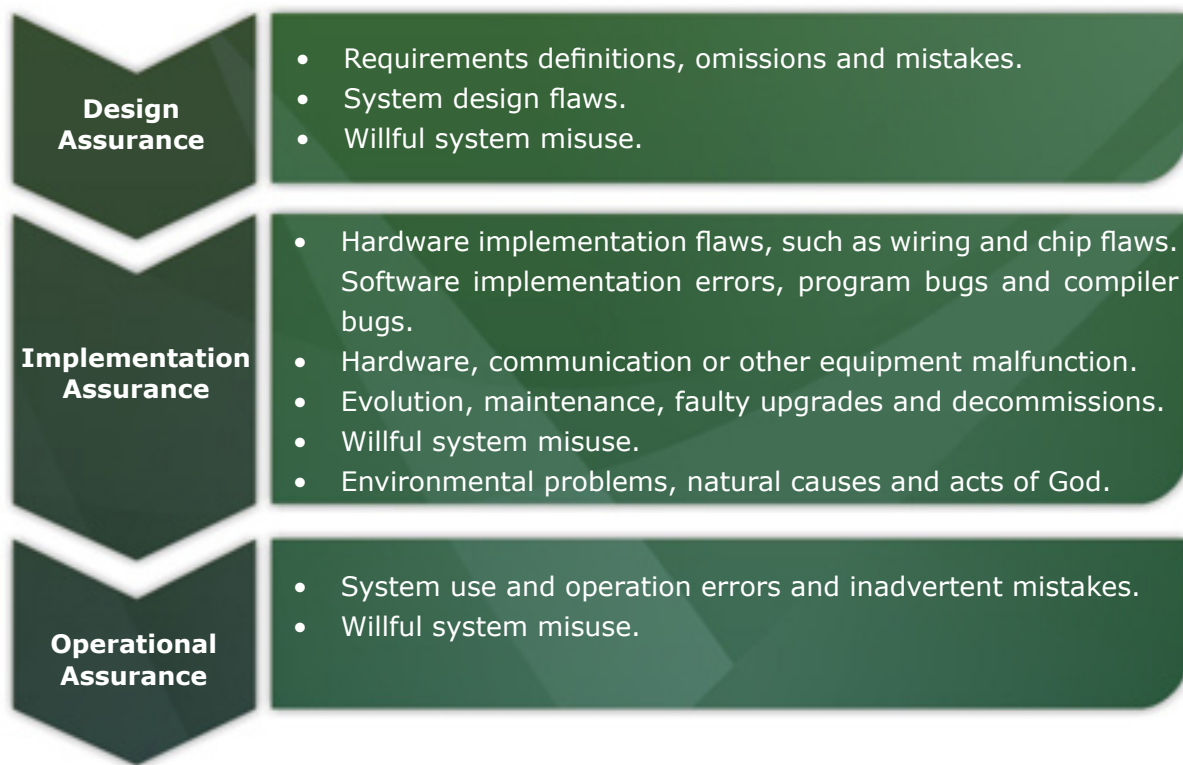 Design
Assurance
• Requirements definitions, omissions and mistakes.
• System design flaws.
• Willful system misuse.
Implementation
Assurance
• Hardware implementation flaws, such as wiring and chip flaws.
Software implementation errors, program bugs and compiler
bugs.
• Hardware, communication or other equipment malfunction.
• Evolution, maintenance, faulty upgrades and decommissions.
• Willful system misuse.
• Environmental problems, natural causes and acts of God.
Operational
Assurance
• System use and operation errors and inadvertent mistakes.
• Willful system misuse.